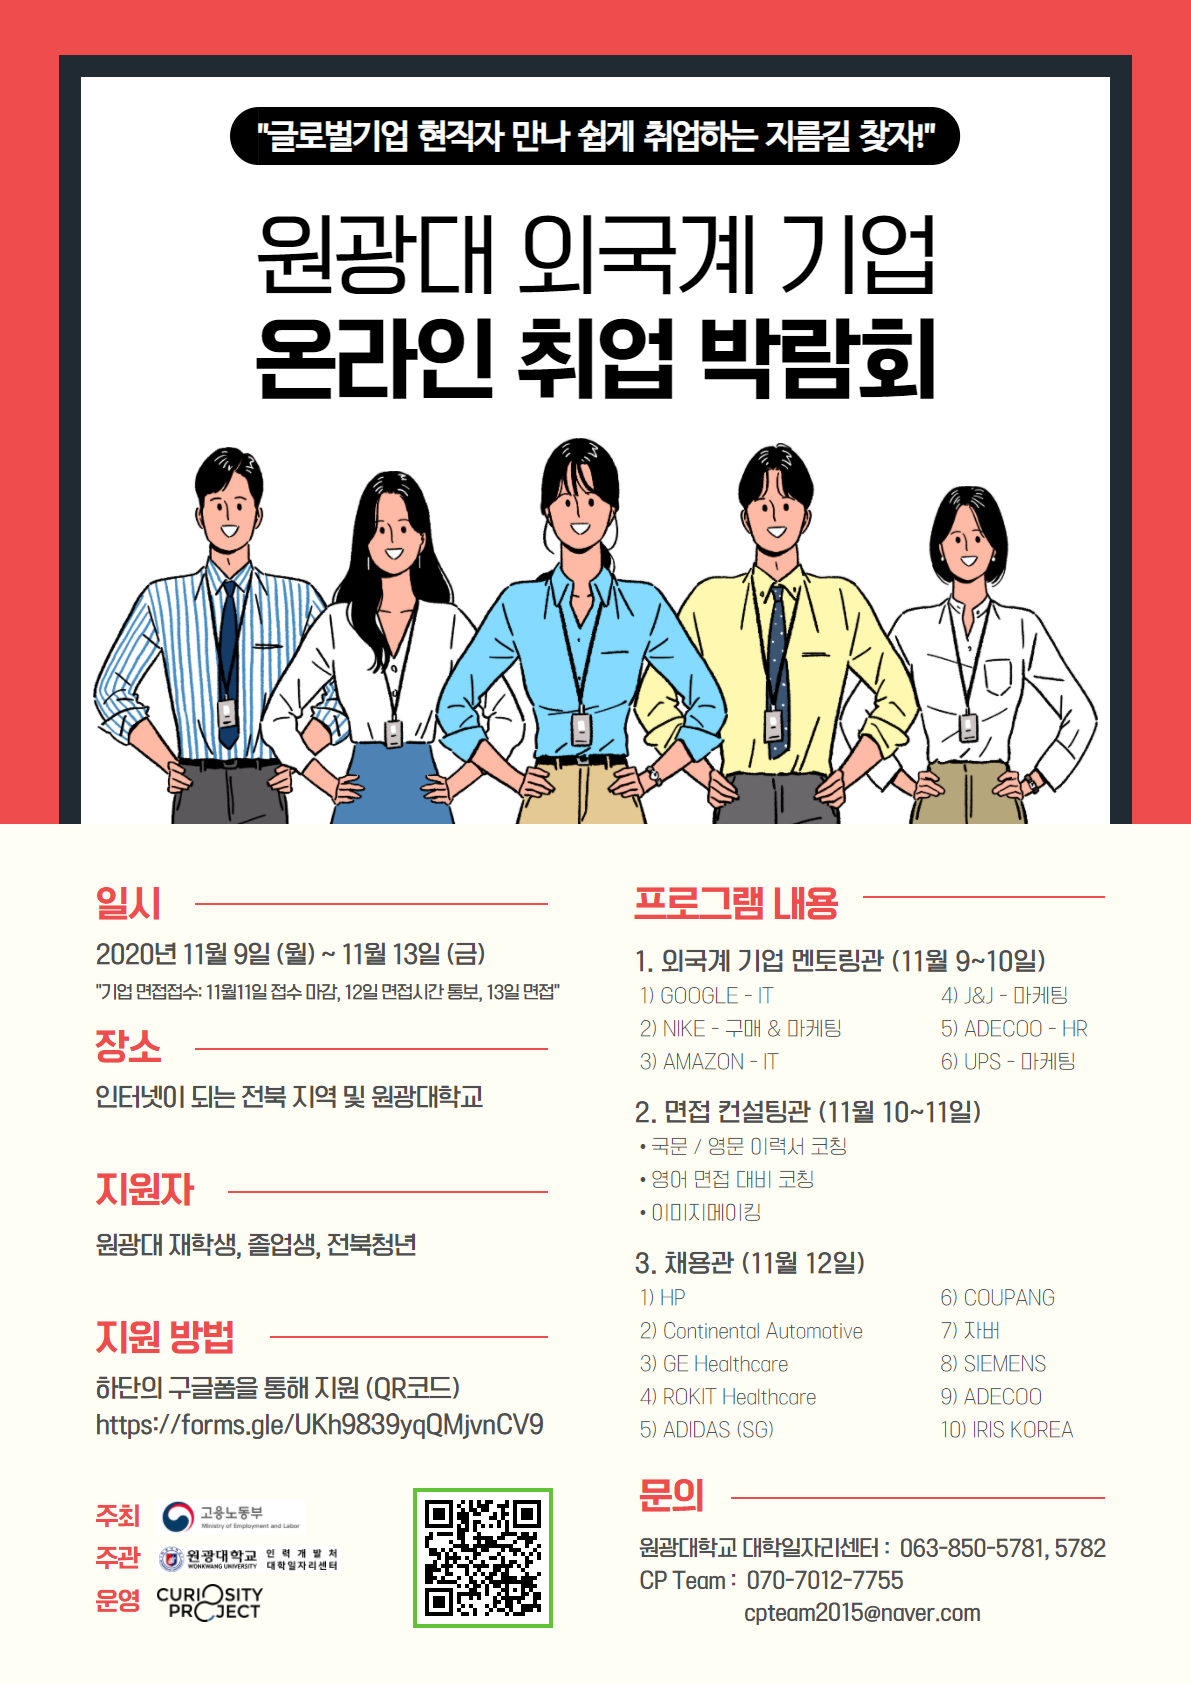 "글로벌기업 현직자 만나 쉽게 취업하는 지름길 찾자!"
원광대 외국계 기업
온라인 취업 박람회
일시
2020년 11월 9일 (월) ~ 11월 13일 (금)
"기업 면접접수: 11월11일 접수 마감, 12일 면접시간 통보, 13일 면접"
장소
인터넷이 되는 전북 지역 및 원광대학교
지원자
원광대 재학생, 졸업생, 전북청년
지원 방법
하단의 구글폼을 통해 지원 (QR코드)
https://forms.gle/UKh9839yqQMjvnCV9
주최
고용노동부
Ministry of Employment and Labor
주관
원광대학교
WONKWANG UNIVERSITY
인력개발처
대학일자리센터
운영
CURIOSITY
PROJECT
프로그램 내용
1. 외국계 기업 멘토링관 (11월 9~10일)
1) GOOGLE - IT
2) NIKE - 구매 & 마케팅
3) AMAZON - IT
4) J&J - 마케팅
5) ADECOO - HR
6) UPS - 마케팅
2. 면접 컨설팅관 (11월 10~11일)
• 국문 / 영문 이력서 코칭
• 영어 면접 대비 코칭
• 이미지메이킹
3. 채용관 (11월 12일)
1) HP
2) Continental Automotive
3) GE Healthcare
4) ROKIT Healthcare
5) ADIDAS (SG)
6) COUPANG
7) 자버
8) SIEMENS
9) ADECOO
10) IRIS KOREA
문의
원광대학교 대학일자리센터 : 063-850-5781, 5782
CP Team : 070-7012-7755
cpteam2015@naver.com